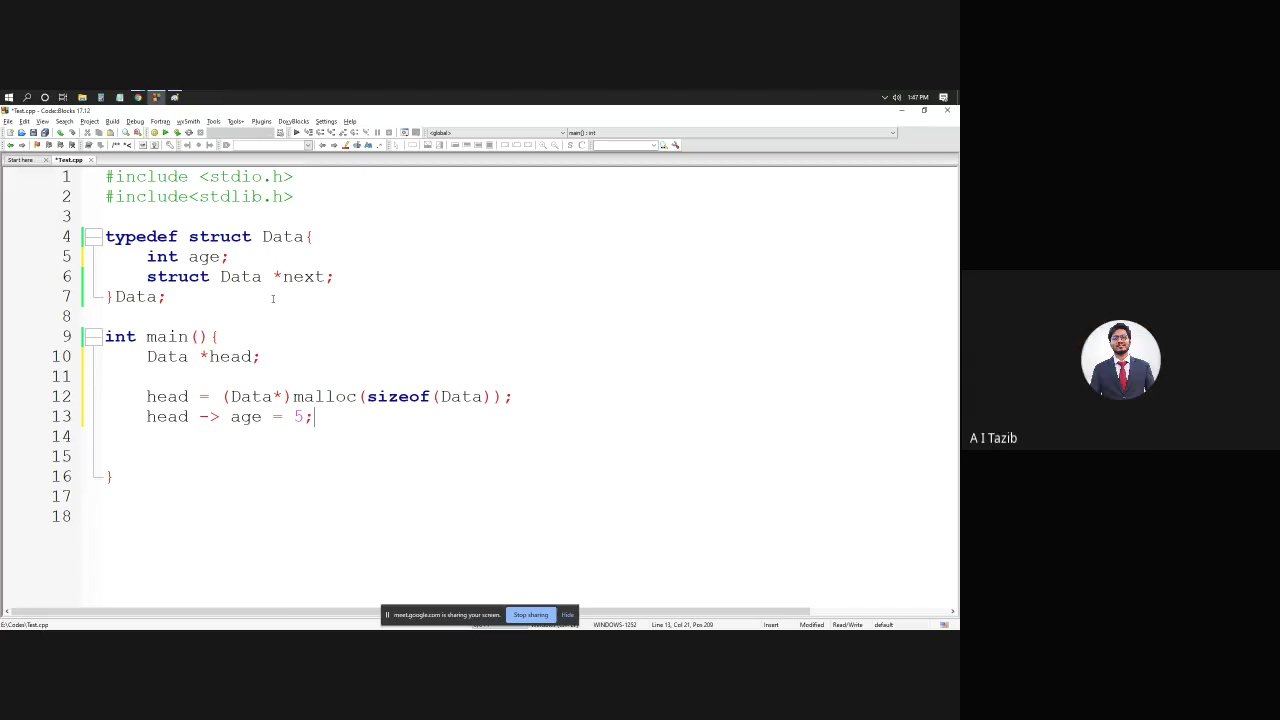 1:47 PM
*Test.cpp - Code::Blocks 17.12
File Edit View Search Project Build Debug Fortran wxSmith Tools Tools+ Plugins DoxyBlocks Settings Help
<global> main() : int
Start here *Test.cpp
1 #include <stdio.h>
2 #include<stdlib.h>
3
4 typedef struct Data{
5 int age;
6 struct Data *next;
7 }Data;
8
9 int main(){
10 Data *head;
11
12 head = (Data*)malloc(sizeof(Data));
13 head -> age = 5;
14
15
16 }
17
18
A I Tazib
meet.google.com is sharing your screen. Stop sharing Hide
E:\Codes\Test.cpp WINDOWS-1252 Line 13, Col 21, Pos 209 Insert Modified Read/Write default